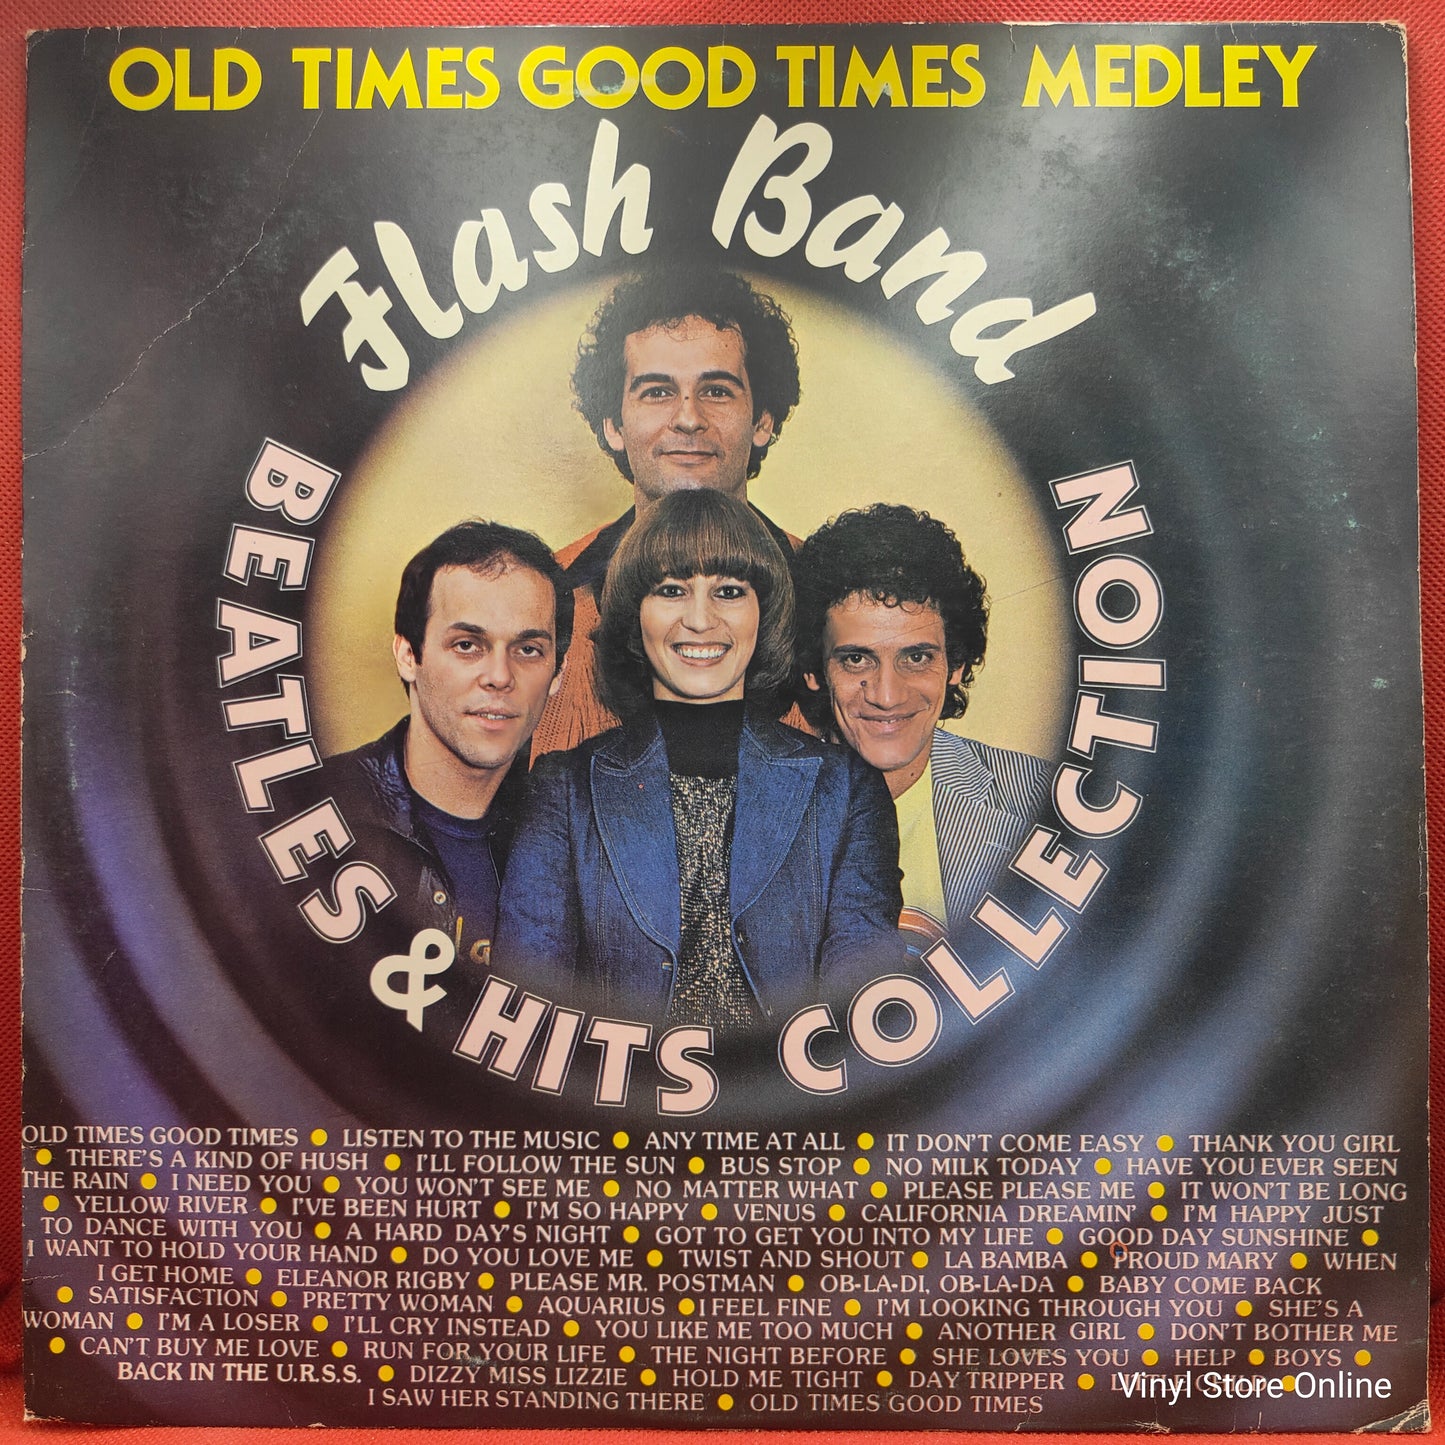 OLD TIMES GOOD TIMES MEDLEY
Flash Band
BEATLES & HITS COLLECTION
OLD TIMES GOOD TIMES ● LISTEN TO THE MUSIC ● ANY TIME AT ALL ● IT DON'T COME EASY ● THANK YOU GIRL
● THERE'S A KIND OF HUSH ● I'LL FOLLOW THE SUN ● BUS STOP ● NO MILK TODAY ● HAVE YOU EVER SEEN
THE RAIN ● I NEED YOU ● YOU WON'T SEE ME ● NO MATTER WHAT ● PLEASE PLEASE ME ● IT WON'T BE LONG
● YELLOW RIVER ● I'VE BEEN HURT ● I'M SO HAPPY ● VENUS ● CALIFORNIA DREAMIN' ● I'M HAPPY JUST
TO DANCE WITH YOU ● A HARD DAY'S NIGHT ● GOT TO GET YOU INTO MY LIFE ● GOOD DAY SUNSHINE ●
I WANT TO HOLD YOUR HAND ● DO YOU LOVE ME ● TWIST AND SHOUT ● LA BAMBA ● PROUD MARY ● WHEN
I GET HOME ● ELEANOR RIGBY ● PLEASE MR. POSTMAN ● OB-LA-DI, OB-LA-DA ● BABY COME BACK
● SATISFACTION ● PRETTY WOMAN ● AQUARIUS ● I FEEL FINE ● I'M LOOKING THROUGH YOU ● SHE'S A
WOMAN ● I'M A LOSER ● I'LL CRY INSTEAD ● YOU LIKE ME TOO MUCH ● ANOTHER GIRL ● DON'T BOTHER ME
● CAN'T BUY ME LOVE ● RUN FOR YOUR LIFE ● THE NIGHT BEFORE ● SHE LOVES YOU ● HELP ● BOYS ●
BACK IN THE U.R.S.S. ● DIZZY MISS LIZZIE ● HOLD ME TIGHT ● DAY TRIPPER ●
I SAW HER STANDING THERE ● OLD TIMES GOOD TIMES
Vinyl Store Online